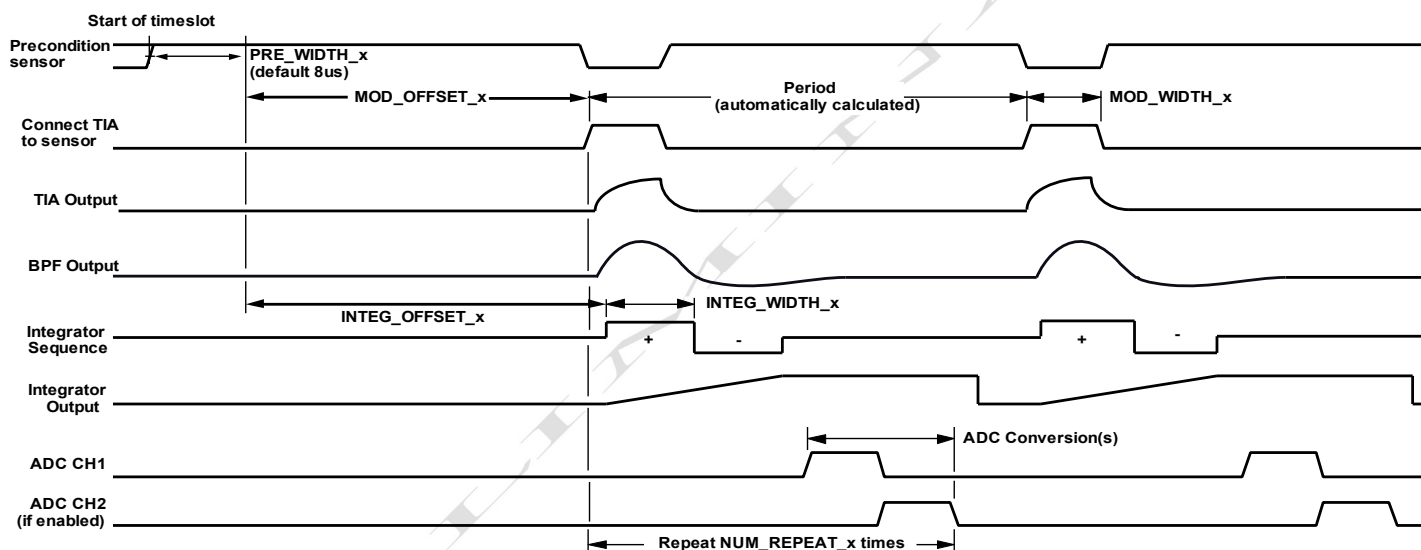 Start of timeslot
Precondition
sensor
PRE_WIDTH_x
(default 8us)
MOD_OFFSET_x
Period
(automatically calculated)
MOD_WIDTH_x
Connect TIA
to sensor
TIA Output
BPF Output
INTEG_OFFSET_x
INTEG_WIDTH_x
Integrator
Sequence
+
-
+
-
Integrator
Output
ADC Conversion(s)
ADC CH1
ADC CH2
(if enabled)
Repeat NUM_REPEAT_x times